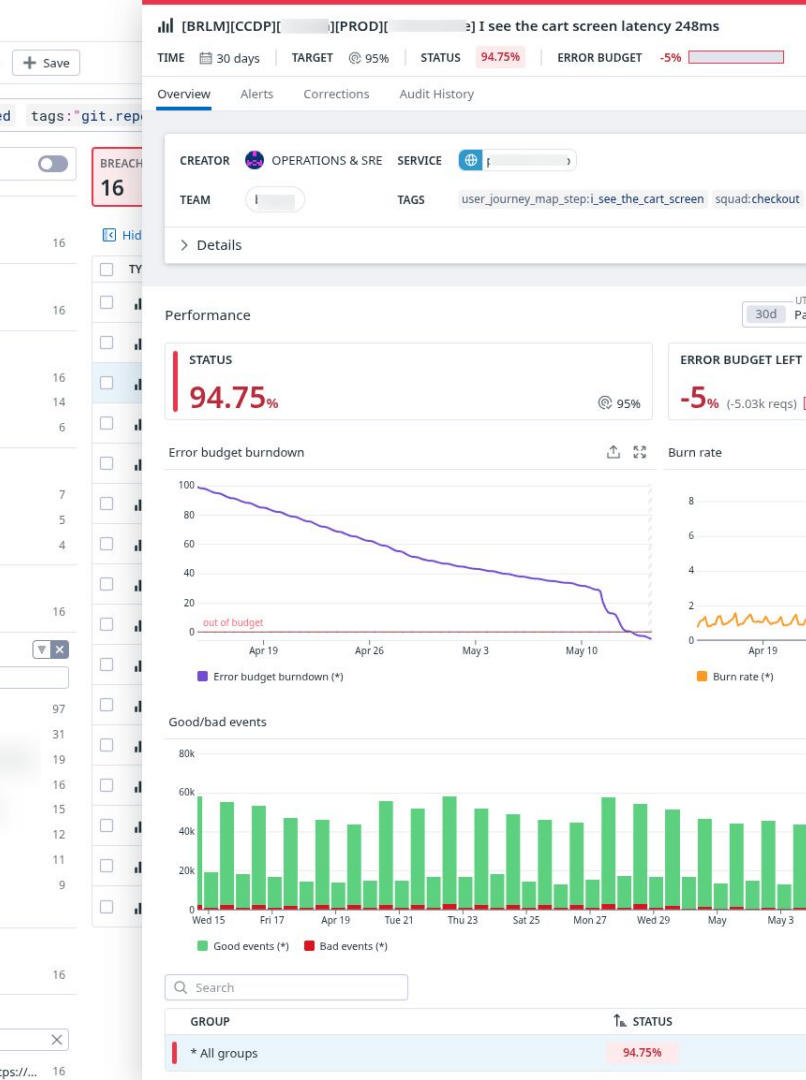 [BRLM][CCDP][ ][PROD][ e] I see the cart screen latency 248ms
TIME 30 days TARGET 95% STATUS 94.75% ERROR BUDGET -5%
+ Save
Overview Alerts Corrections Audit History
ed tags:"git.repo
BREACH
16
CREATOR OPERATIONS & SRE SERVICE
TEAM TAGS user_journey_map_step:i_see_the_cart_screen squad:checkout
Hid
Details
TY
16
16
16
14
6
7
5
4
16
97
31
19
16
15
12
11
9
16
ps://... 16
Performance
30d Pa
UT
STATUS
94.75% 95%
ERROR BUDGET LEFT
-5% (-5.03k reqs)
Error budget burndown
100
80
60
40
20
0
out of budget
Apr 19 Apr 26 May 3 May 10
Error budget burndown (*)
Burn rate
8
6
4
2
0
Apr 19
Burn rate (*)
Good/bad events
80k
60k
40k
20k
0
Wed 15 Fri 17 Apr 19 Tue 21 Thu 23 Sat 25 Mon 27 Wed 29 May May 3
Good events (*) Bad events (*)
Search
GROUP STATUS
* All groups 94.75%